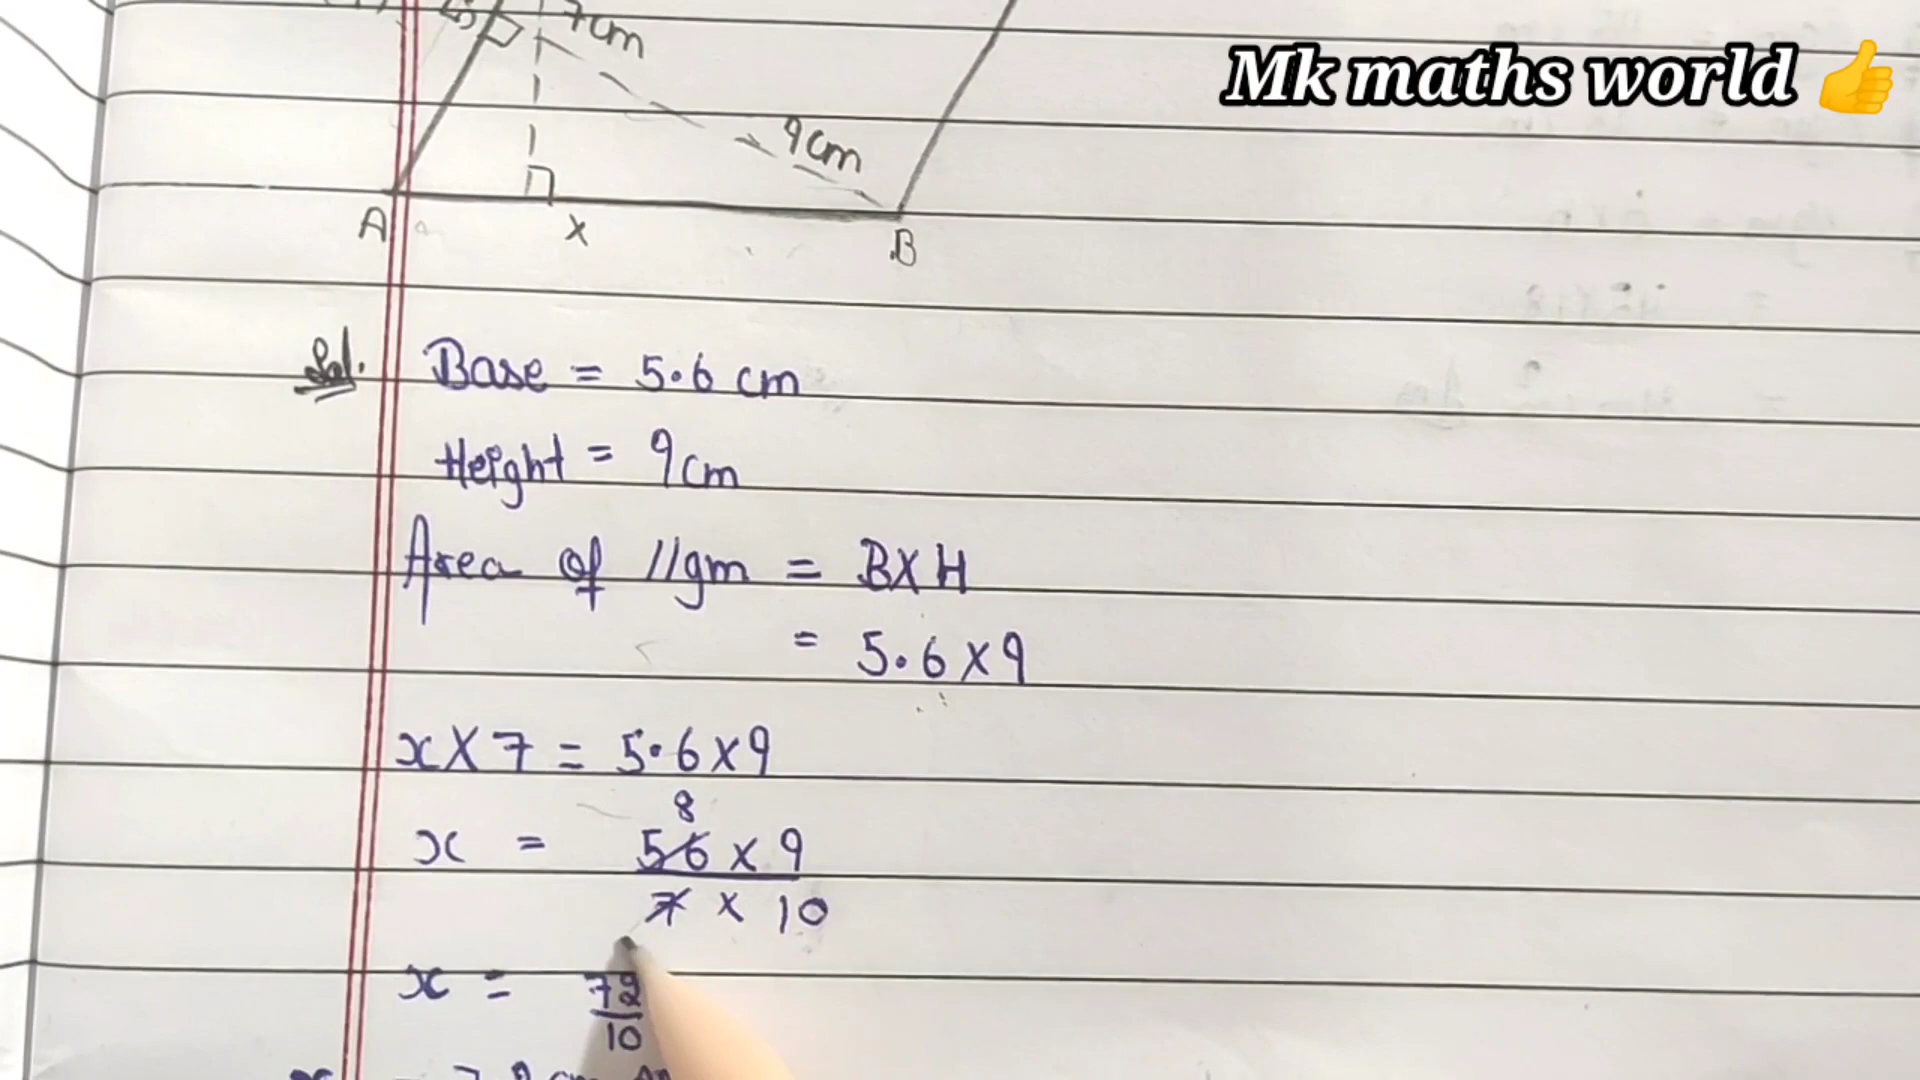 7cm
Mk maths world 👍
9cm
A
x
B
Sol. Base = 5.6 cm
Height = 9cm
Area of //gm = B×H
= 5.6×9
x×7 = 5.6×9
8
x = 56 × 9
7 × 10
x = 72
10